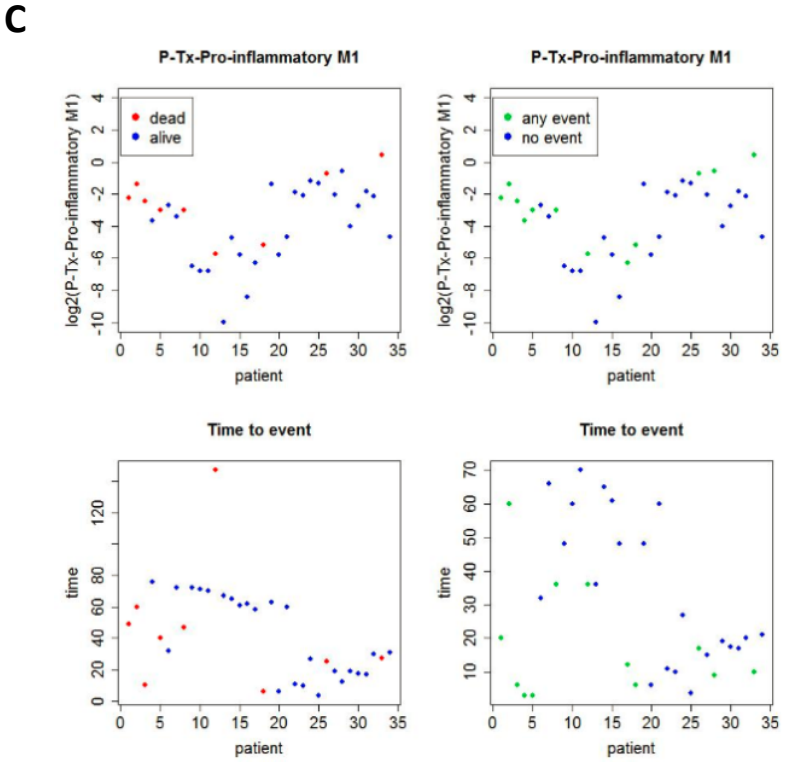 C
P-Tx-Pro-inflammatory M1
log2(P-Tx-Pro-inflammatory M1)
4
2
0
-2
-4
-6
-8
-10
dead
alive
0 5 10 15 20 25 30 35
patient
P-Tx-Pro-inflammatory M1
log2(P-Tx-Pro-inflammatory M1)
4
2
0
-2
-4
-6
-8
-10
any event
no event
0 5 10 15 20 25 30 35
patient
Time to event
time
120
80
60
40
20
0
0 5 10 15 20 25 30 35
patient
Time to event
time
70
60
50
40
30
20
10
0 5 10 15 20 25 30 35
patient